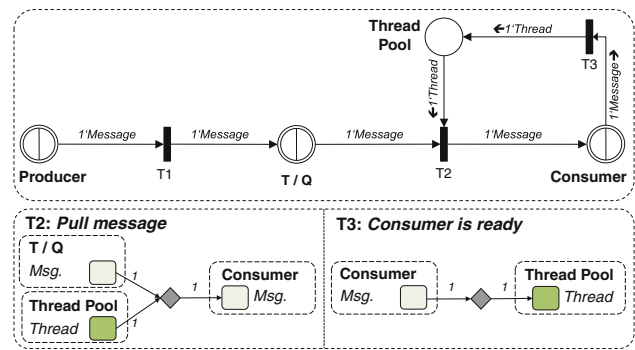 Thread
Pool
←1'Thread
T3
←1'Thread
1'Message→
1'Message
1'Message
1'Message
1'Message
Producer
T1
T / Q
T2
Consumer
T2: Pull message
T / Q
Msg.
1
Thread Pool
Thread
1
1
Consumer
Msg.
T3: Consumer is ready
Consumer
Msg.
1
1
Thread Pool
Thread